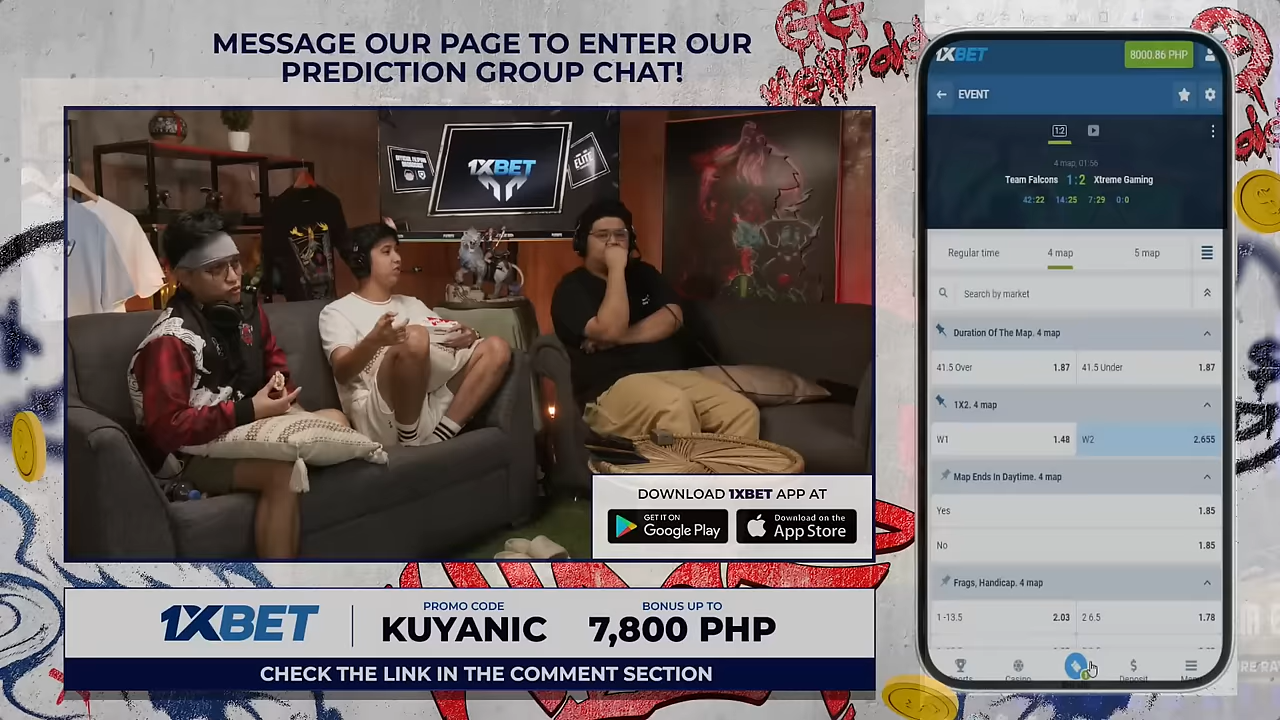 MESSAGE OUR PAGE TO ENTER OUR
PREDICTION GROUP CHAT!
1XBET
ELITE
DOWNLOAD 1XBET APP AT
GET IT ON
Google Play
Download on the
App Store
1XBET
PROMO CODE
KUYANIC
BONUS UP TO
7,800 PHP
CHECK THE LINK IN THE COMMENT SECTION
1XBET
8000.86 PHP
EVENT
1:2
4 map, 01:56
Team Falcons 1:2 Xtreme Gaming
42:22 14:25 7:29 0:0
Regular time 4 map 5 map
Search by market
Duration Of The Map. 4 map
41.5 Over 1.87 41.5 Under 1.87
1X2. 4 map
W1 1.48 W2 2.655
Map Ends In Daytime. 4 map
Yes 1.85
No 1.85
Frags, Handicap. 4 map
1 -13.5 2.03 2 6.5 1.78
Casino Deposit